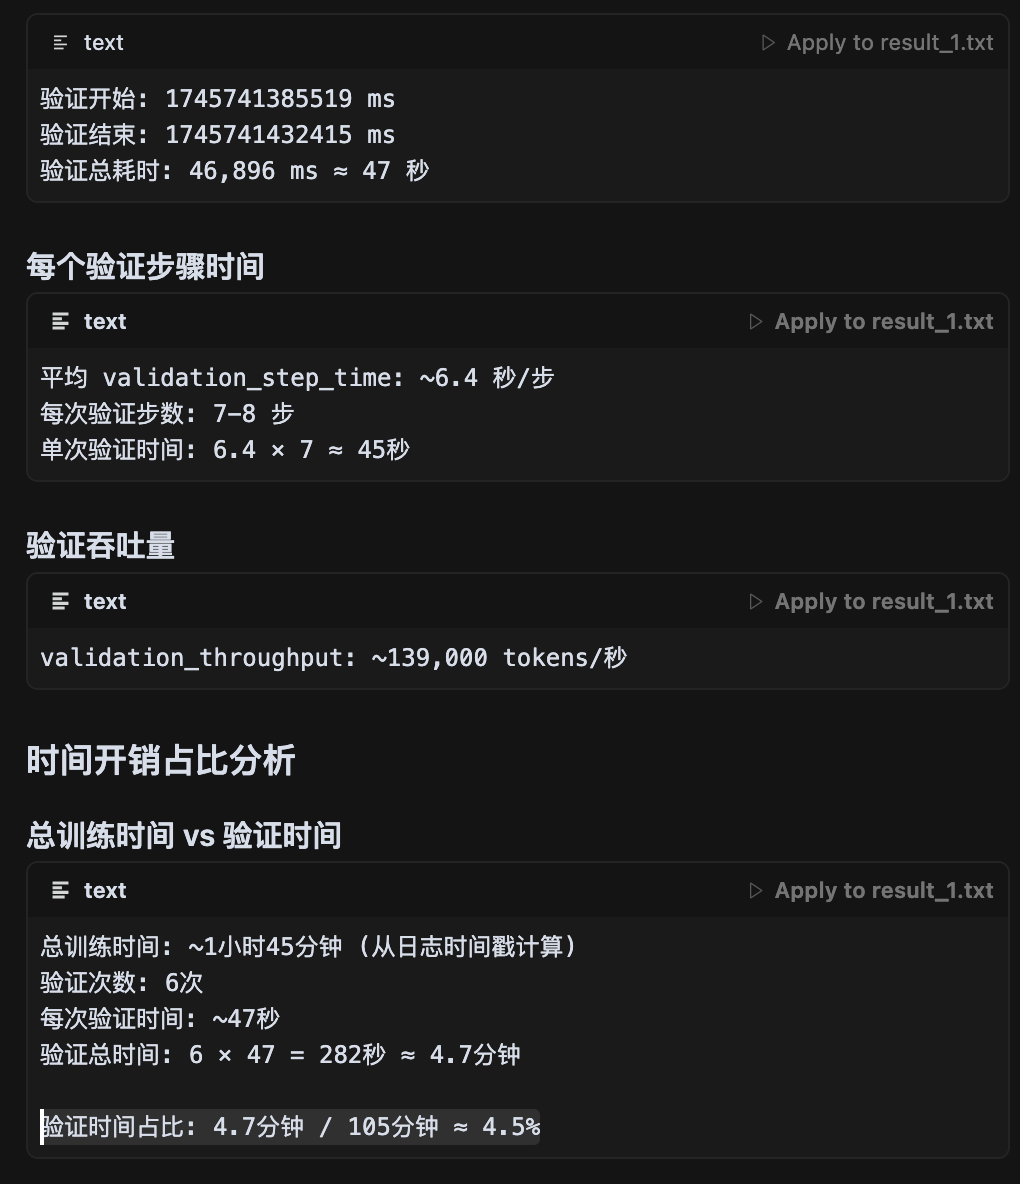 text
Apply to result_1.txt
验证开始: 1745741385519 ms
验证结束: 1745741432415 ms
验证总耗时: 46,896 ms ≈ 47 秒
每个验证步骤时间
text
Apply to result_1.txt
平均 validation_step_time: ~6.4 秒/步
每次验证步数: 7-8 步
单次验证时间: 6.4 × 7 ≈ 45秒
验证吞吐量
text
Apply to result_1.txt
validation_throughput: ~139,000 tokens/秒
时间开销占比分析
总训练时间 vs 验证时间
text
Apply to result_1.txt
总训练时间: ~1小时45分钟 (从日志时间戳计算)
验证次数: 6次
每次验证时间: ~47秒
验证总时间: 6 × 47 = 282秒 ≈ 4.7分钟
验证时间占比: 4.7分钟 / 105分钟 ≈ 4.5%